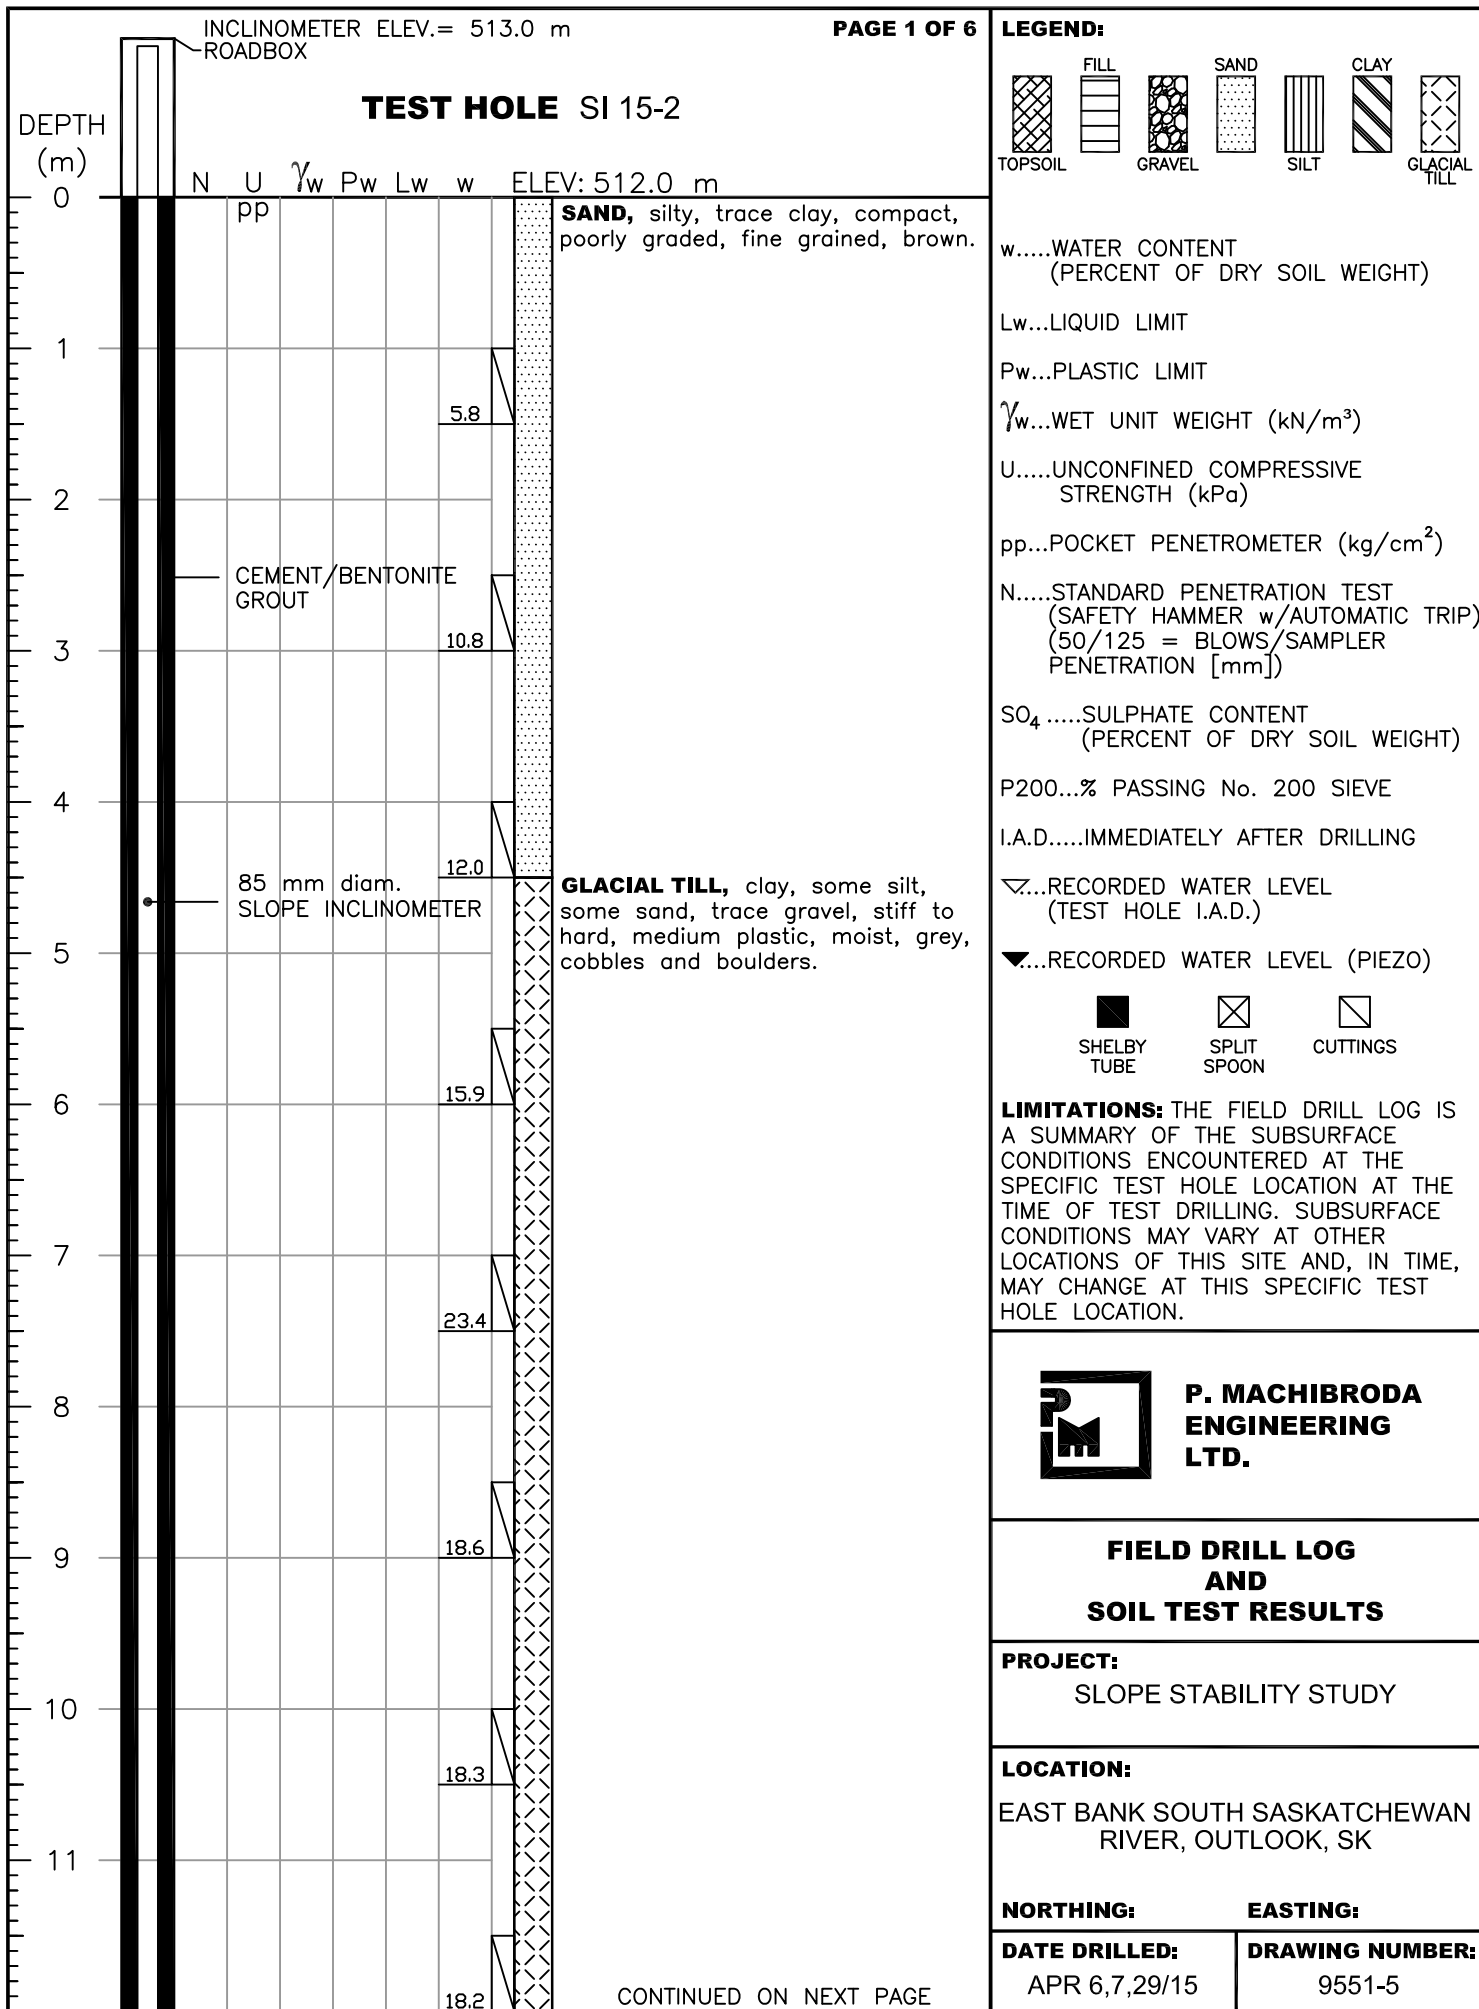 INCLINOMETER ELEV.= 513.0 m
ROADBOX
PAGE 1 OF 6
TEST HOLE SI 15-2
DEPTH
(m)
N U γw Pw Lw w ELEV: 512.0 m
pp
0
SAND, silty, trace clay, compact,
poorly graded, fine grained, brown.
1
5.8
2
CEMENT/BENTONITE
GROUT
10.8
3
4
12.0
85 mm diam.
SLOPE INCLINOMETER
GLACIAL TILL, clay, some silt,
some sand, trace gravel, stiff to
hard, medium plastic, moist, grey,
cobbles and boulders.
5
15.9
6
7
23.4
8
18.6
9
10
18.3
11
18.2
CONTINUED ON NEXT PAGE
LEGEND:
FILL SAND CLAY
TOPSOIL GRAVEL SILT GLACIAL
TILL
w.....WATER CONTENT
(PERCENT OF DRY SOIL WEIGHT)
Lw...LIQUID LIMIT
Pw...PLASTIC LIMIT
γw...WET UNIT WEIGHT (kN/m³)
U.....UNCONFINED COMPRESSIVE
STRENGTH (kPa)
pp...POCKET PENETROMETER (kg/cm²)
N.....STANDARD PENETRATION TEST
(SAFETY HAMMER w/AUTOMATIC TRIP)
(50/125 = BLOWS/SAMPLER
PENETRATION [mm])
SO₄ .....SULPHATE CONTENT
(PERCENT OF DRY SOIL WEIGHT)
P200...% PASSING No. 200 SIEVE
I.A.D.....IMMEDIATELY AFTER DRILLING
....RECORDED WATER LEVEL
(TEST HOLE I.A.D.)
....RECORDED WATER LEVEL (PIEZO)
SHELBY
TUBE
SPLIT
SPOON
CUTTINGS
LIMITATIONS: THE FIELD DRILL LOG IS
A SUMMARY OF THE SUBSURFACE
CONDITIONS ENCOUNTERED AT THE
SPECIFIC TEST HOLE LOCATION AT THE
TIME OF TEST DRILLING. SUBSURFACE
CONDITIONS MAY VARY AT OTHER
LOCATIONS OF THIS SITE AND, IN TIME,
MAY CHANGE AT THIS SPECIFIC TEST
HOLE LOCATION.
P. MACHIBRODA
ENGINEERING
LTD.
FIELD DRILL LOG
AND
SOIL TEST RESULTS
PROJECT:
SLOPE STABILITY STUDY
LOCATION:
EAST BANK SOUTH SASKATCHEWAN
RIVER, OUTLOOK, SK
NORTHING: EASTING:
DATE DRILLED:
APR 6,7,29/15
DRAWING NUMBER:
9551-5